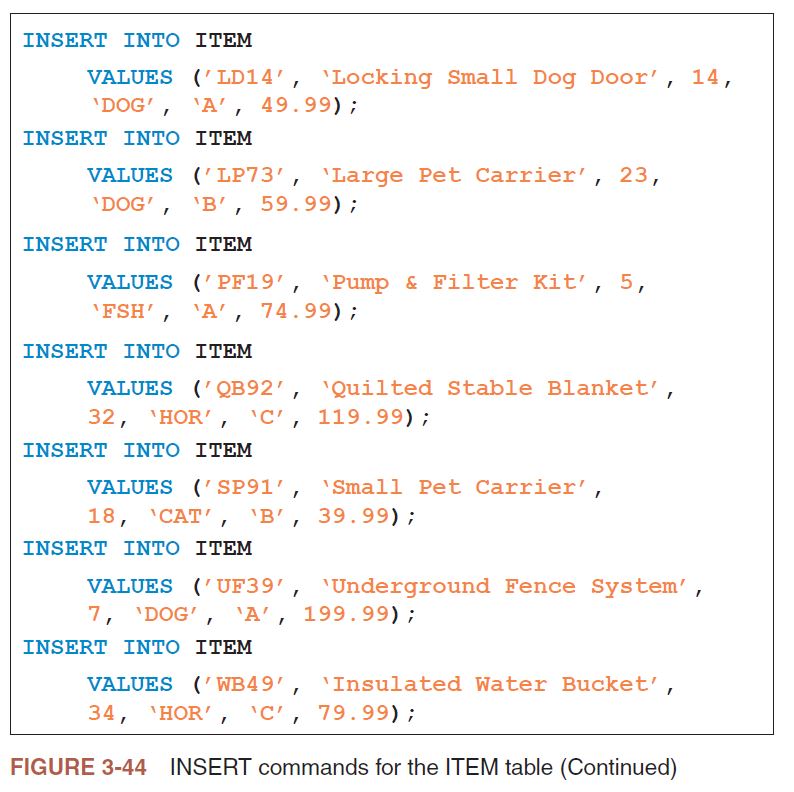 INSERT INTO ITEM
VALUES (’LD14’, ‘Locking Small Dog Door’, 14,
‘DOG’, ‘A’, 49.99);
INSERT INTO ITEM
VALUES (’LP73’, ‘Large Pet Carrier’, 23,
‘DOG’, ‘B’, 59.99);
INSERT INTO ITEM
VALUES (’PF19’, ‘Pump & Filter Kit’, 5,
‘FSH’, ‘A’, 74.99);
INSERT INTO ITEM
VALUES (’QB92’, ‘Quilted Stable Blanket’,
32, ‘HOR’, ‘C’, 119.99);
INSERT INTO ITEM
VALUES (’SP91’, ‘Small Pet Carrier’,
18, ‘CAT’, ‘B’, 39.99);
INSERT INTO ITEM
VALUES (’UF39’, ‘Underground Fence System’,
7, ‘DOG’, ‘A’, 199.99);
INSERT INTO ITEM
VALUES (’WB49’, ‘Insulated Water Bucket’,
34, ‘HOR’, ‘C’, 79.99);
FIGURE 3-44 INSERT commands for the ITEM table (Continued)